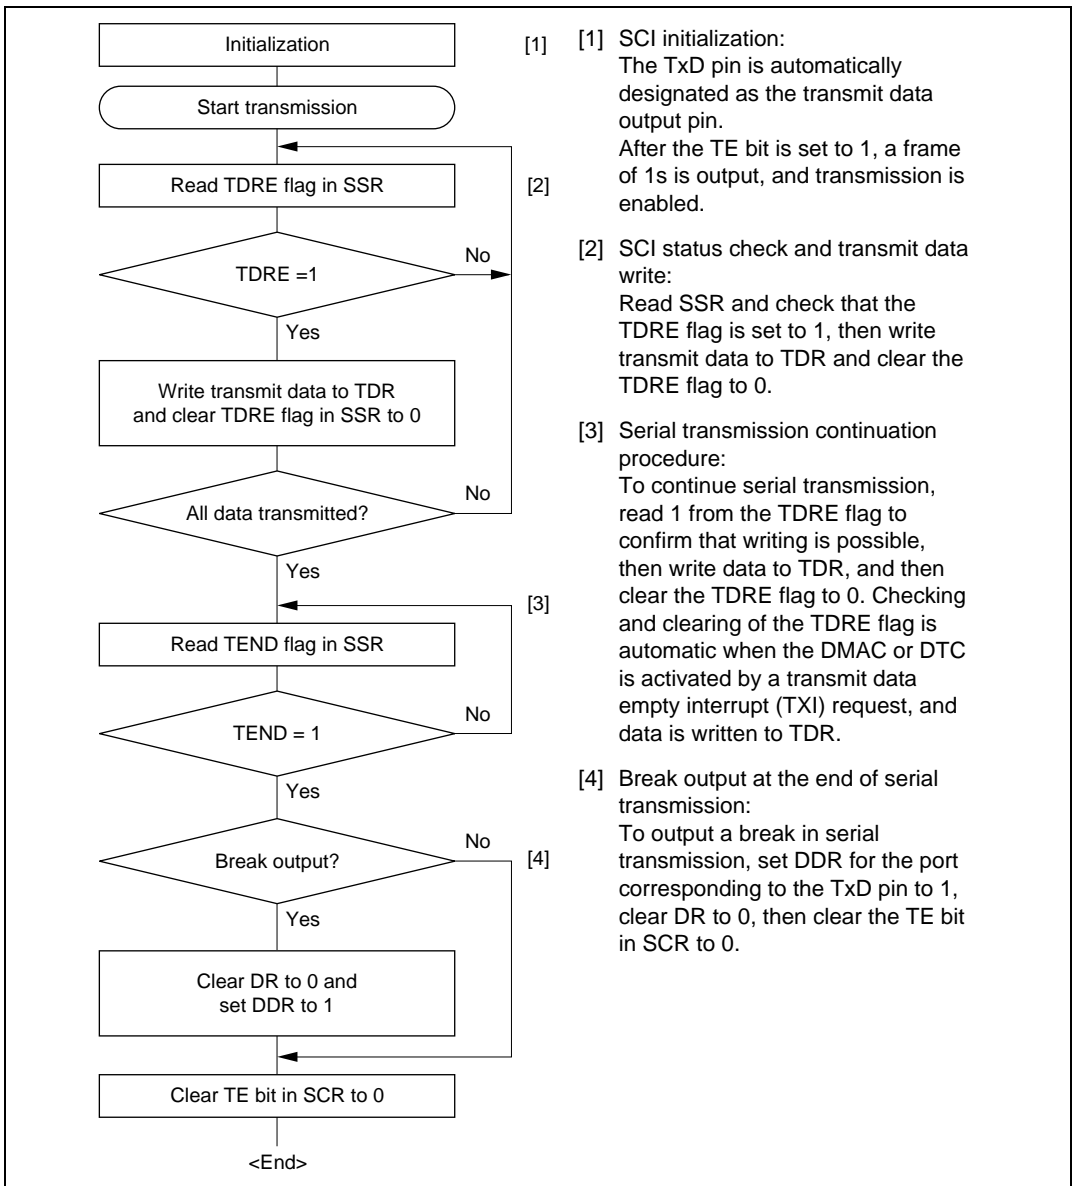 Initialization
[1]
Start transmission
Read TDRE flag in SSR
[2]
TDRE =1
No
Yes
Write transmit data to TDR
and clear TDRE flag in SSR to 0
All data transmitted?
No
Yes
[3]
Read TEND flag in SSR
TEND = 1
No
Yes
Break output?
No
[4]
Yes
Clear DR to 0 and
set DDR to 1
Clear TE bit in SCR to 0
<End>
[1] SCI initialization:
The TxD pin is automatically
designated as the transmit data
output pin.
After the TE bit is set to 1, a frame
of 1s is output, and transmission is
enabled.
[2] SCI status check and transmit data
write:
Read SSR and check that the
TDRE flag is set to 1, then write
transmit data to TDR and clear the
TDRE flag to 0.
[3] Serial transmission continuation
procedure:
To continue serial transmission,
read 1 from the TDRE flag to
confirm that writing is possible,
then write data to TDR, and then
clear the TDRE flag to 0. Checking
and clearing of the TDRE flag is
automatic when the DMAC or DTC
is activated by a transmit data
empty interrupt (TXI) request, and
data is written to TDR.
[4] Break output at the end of serial
transmission:
To output a break in serial
transmission, set DDR for the port
corresponding to the TxD pin to 1,
clear DR to 0, then clear the TE bit
in SCR to 0.